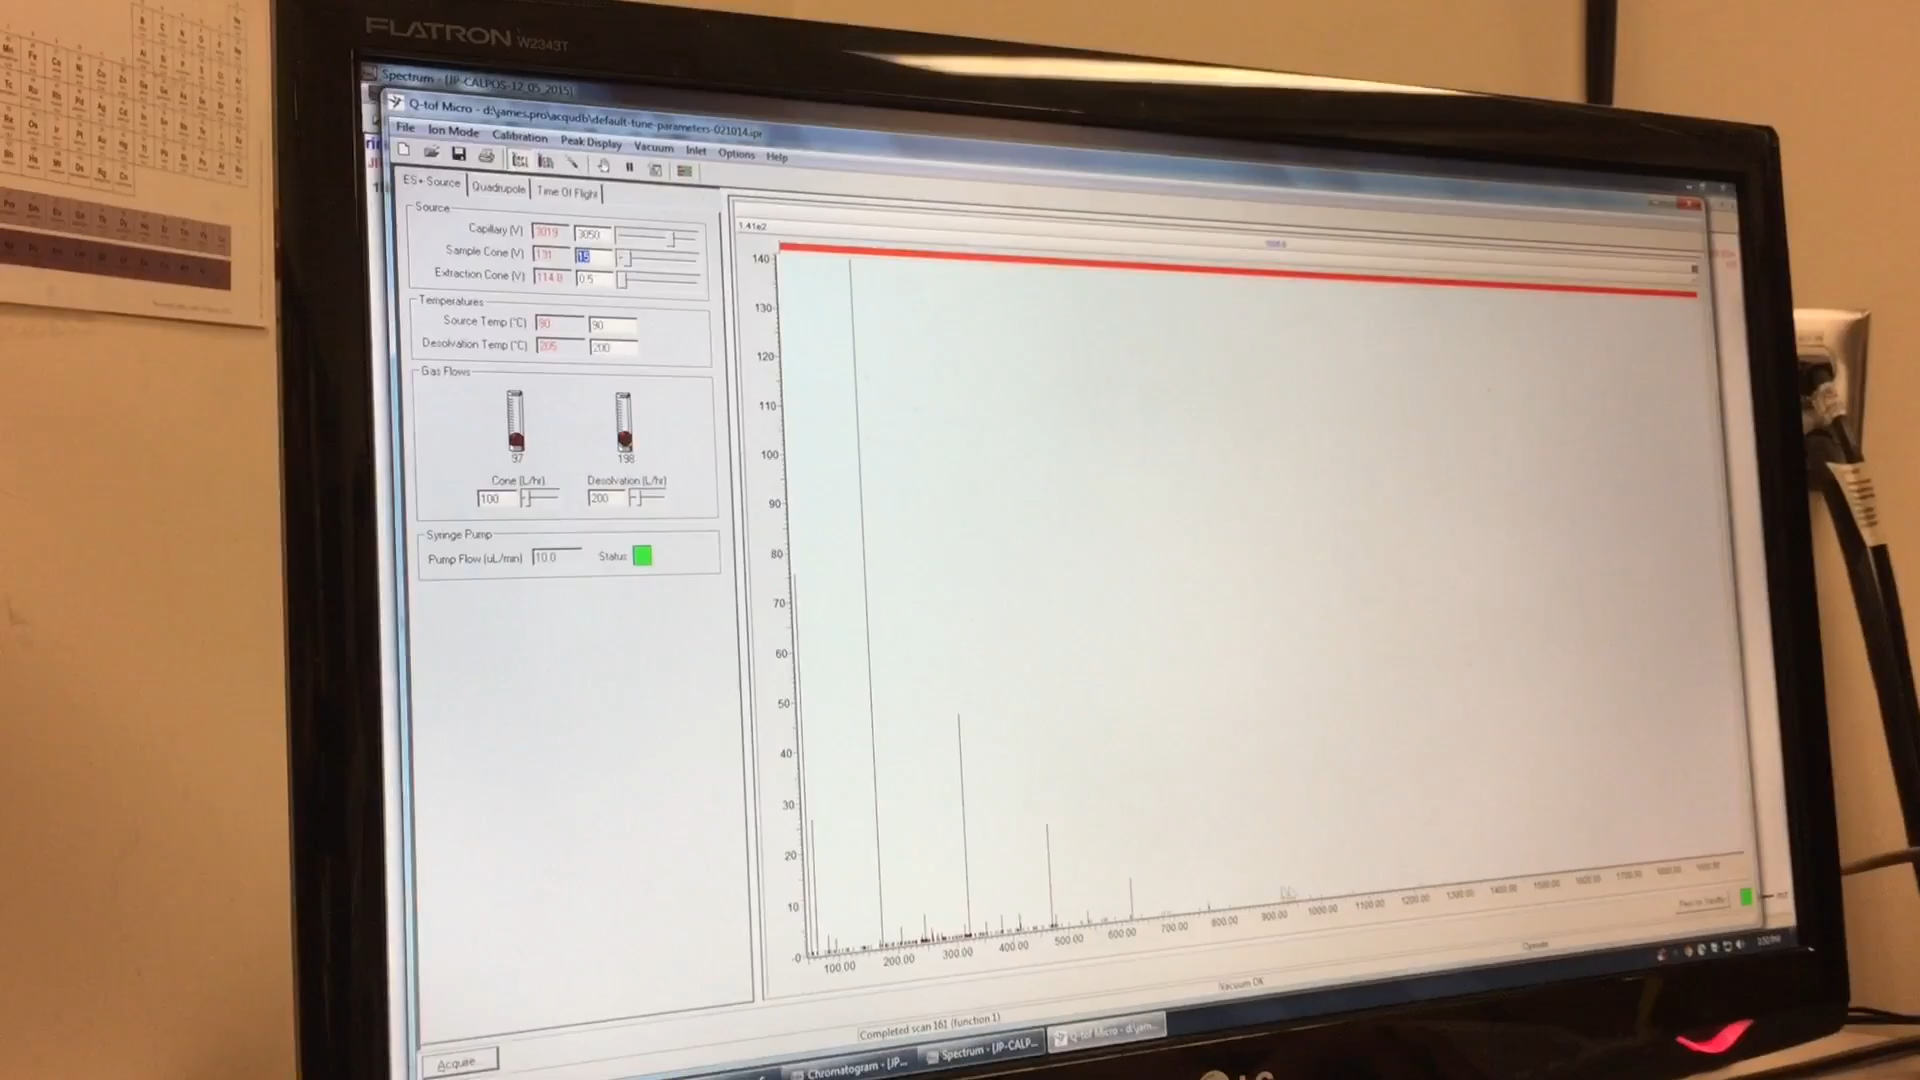 FLATRON W2343T
Spectrum - [JP-CALPOS-12_05_2015]
Q-tof Micro - d:\james.pro\acqudb\default-tune-parameters-021014.ipr
File Ion Mode Calibration Peak Display Vacuum Inlet Options Help
ES+ Source Quadrupole Time Of Flight
Source
Capillary (V) 3019 3050
Sample Cone (V) 131 15
Extraction Cone (V) 114.8 0.5
Temperatures
Source Temp (°C) 90 90
Desolvation Temp (°C) 205 200
Gas Flows
97 198
Cone (L/hr) Desolvation (L/hr)
100 200
Syringe Pump
Pump Flow (uL/min) 10.0 Status
1.41e2
140
130
120
110
100
90
80
70
60
50
40
30
20
10
-0
100.00 200.00 300.00 400.00 500.00 600.00 700.00 800.00 900.00 1000.00 1100.00 1200.00 1300.00 1400.00 1500.00 1600.00 1700.00 1800.00
Operate
Vacuum OK
Completed scan 161 (function 1)
Acquire
Chromatogram - [JP... Spectrum - [JP-CALP... Q-tof Micro - d:\jam...
LG